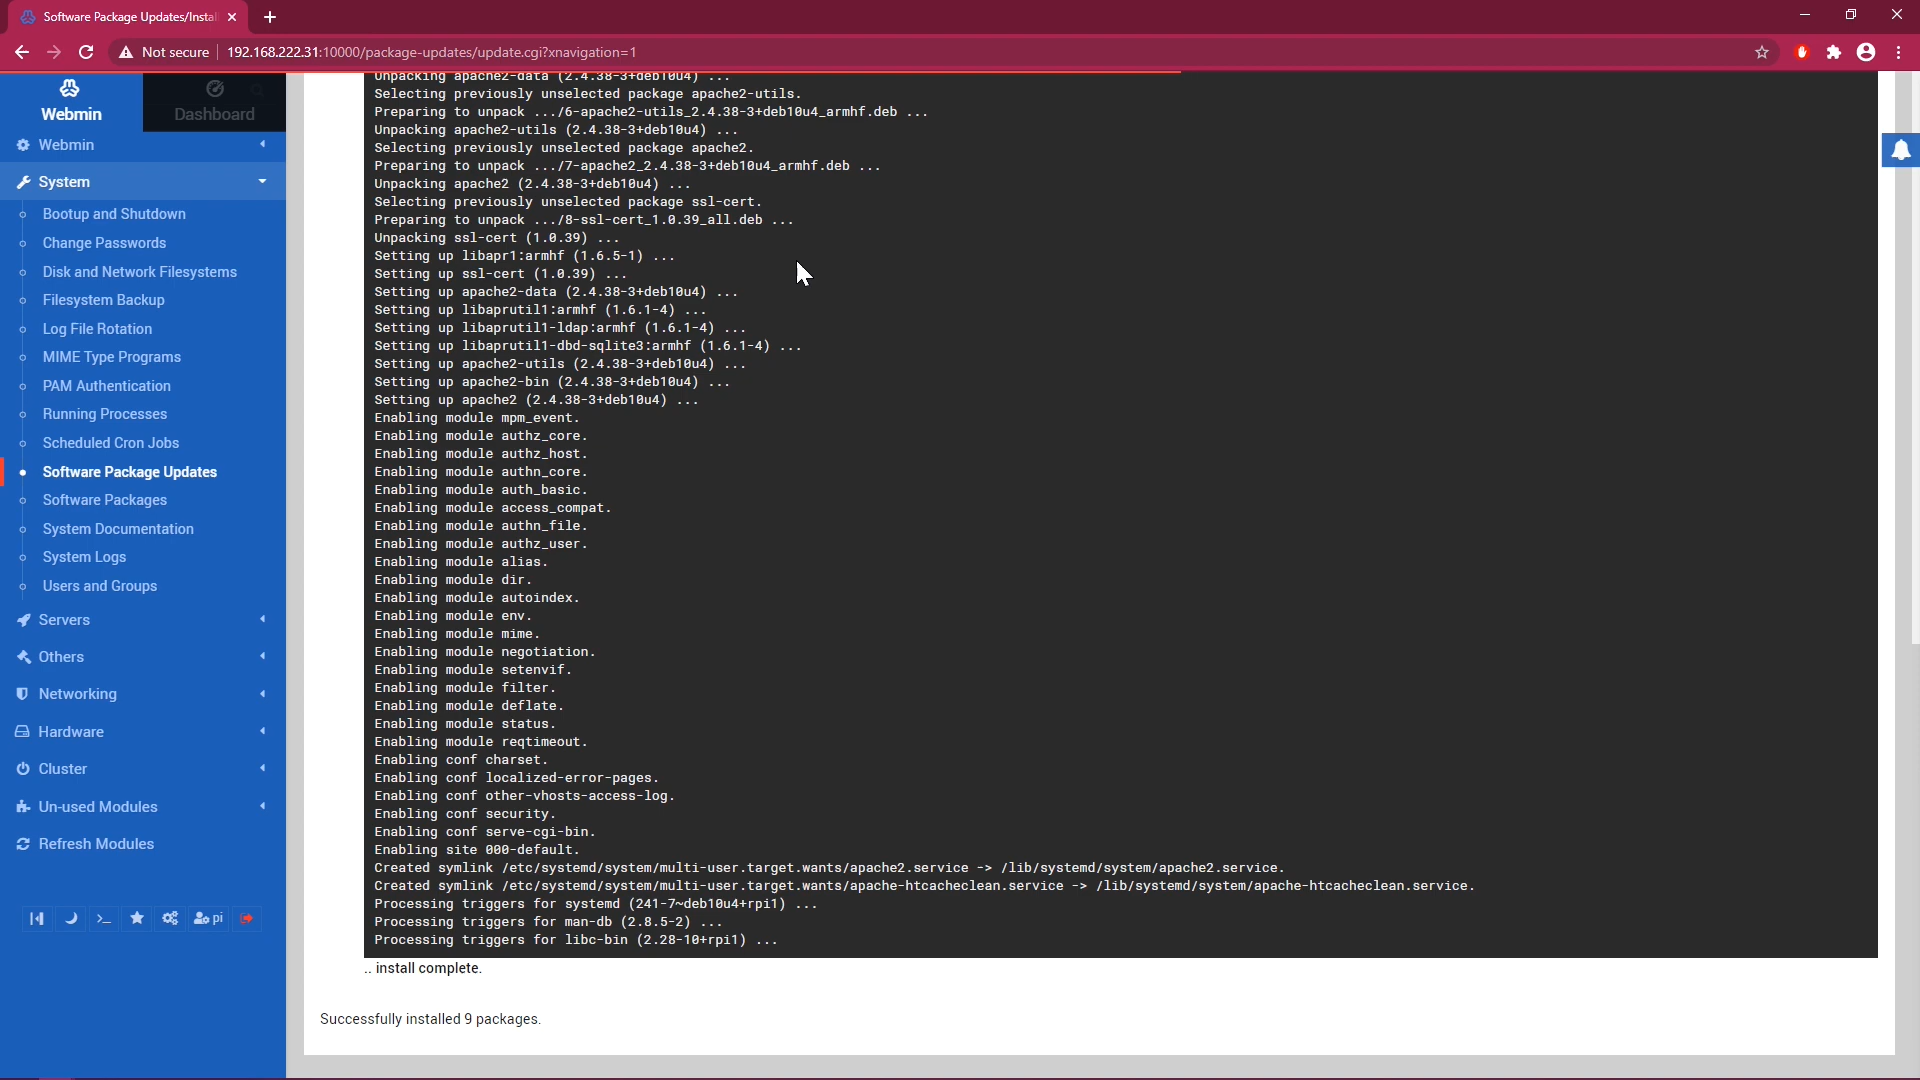 Software Package Updates/Instal
Not secure
192.168.222.31:10000/package-updates/update.cgi?xnavigation=1
Webmin
Dashboard
Webmin
System
Bootup and Shutdown
Change Passwords
Disk and Network Filesystems
Filesystem Backup
Log File Rotation
MIME Type Programs
PAM Authentication
Running Processes
Scheduled Cron Jobs
Software Package Updates
Software Packages
System Documentation
System Logs
Users and Groups
Servers
Others
Networking
Hardware
Cluster
Un-used Modules
Refresh Modules
pi
Unpacking apache2-data (2.4.38-3+deb10u4) ...
Selecting previously unselected package apache2-utils.
Preparing to unpack .../6-apache2-utils_2.4.38-3+deb10u4_armhf.deb ...
Unpacking apache2-utils (2.4.38-3+deb10u4) ...
Selecting previously unselected package apache2.
Preparing to unpack .../7-apache2_2.4.38-3+deb10u4_armhf.deb ...
Unpacking apache2 (2.4.38-3+deb10u4) ...
Selecting previously unselected package ssl-cert.
Preparing to unpack .../8-ssl-cert_1.0.39_all.deb ...
Unpacking ssl-cert (1.0.39) ...
Setting up libapr1:armhf (1.6.5-1) ...
Setting up ssl-cert (1.0.39) ...
Setting up apache2-data (2.4.38-3+deb10u4) ...
Setting up libaprutil1:armhf (1.6.1-4) ...
Setting up libaprutil1-ldap:armhf (1.6.1-4) ...
Setting up libaprutil1-dbd-sqlite3:armhf (1.6.1-4) ...
Setting up apache2-utils (2.4.38-3+deb10u4) ...
Setting up apache2-bin (2.4.38-3+deb10u4) ...
Setting up apache2 (2.4.38-3+deb10u4) ...
Enabling module mpm_event.
Enabling module authz_core.
Enabling module authz_host.
Enabling module authn_core.
Enabling module auth_basic.
Enabling module access_compat.
Enabling module authn_file.
Enabling module authz_user.
Enabling module alias.
Enabling module dir.
Enabling module autoindex.
Enabling module env.
Enabling module mime.
Enabling module negotiation.
Enabling module setenvif.
Enabling module filter.
Enabling module deflate.
Enabling module status.
Enabling module reqtimeout.
Enabling conf charset.
Enabling conf localized-error-pages.
Enabling conf other-vhosts-access-log.
Enabling conf security.
Enabling conf serve-cgi-bin.
Enabling site 000-default.
Created symlink /etc/systemd/system/multi-user.target.wants/apache2.service -> /lib/systemd/system/apache2.service.
Created symlink /etc/systemd/system/multi-user.target.wants/apache-htcacheclean.service -> /lib/systemd/system/apache-htcacheclean.service.
Processing triggers for systemd (241-7~deb10u4+rpi1) ...
Processing triggers for man-db (2.8.5-2) ...
Processing triggers for libc-bin (2.28-10+rpi1) ...
.. install complete.
Successfully installed 9 packages.